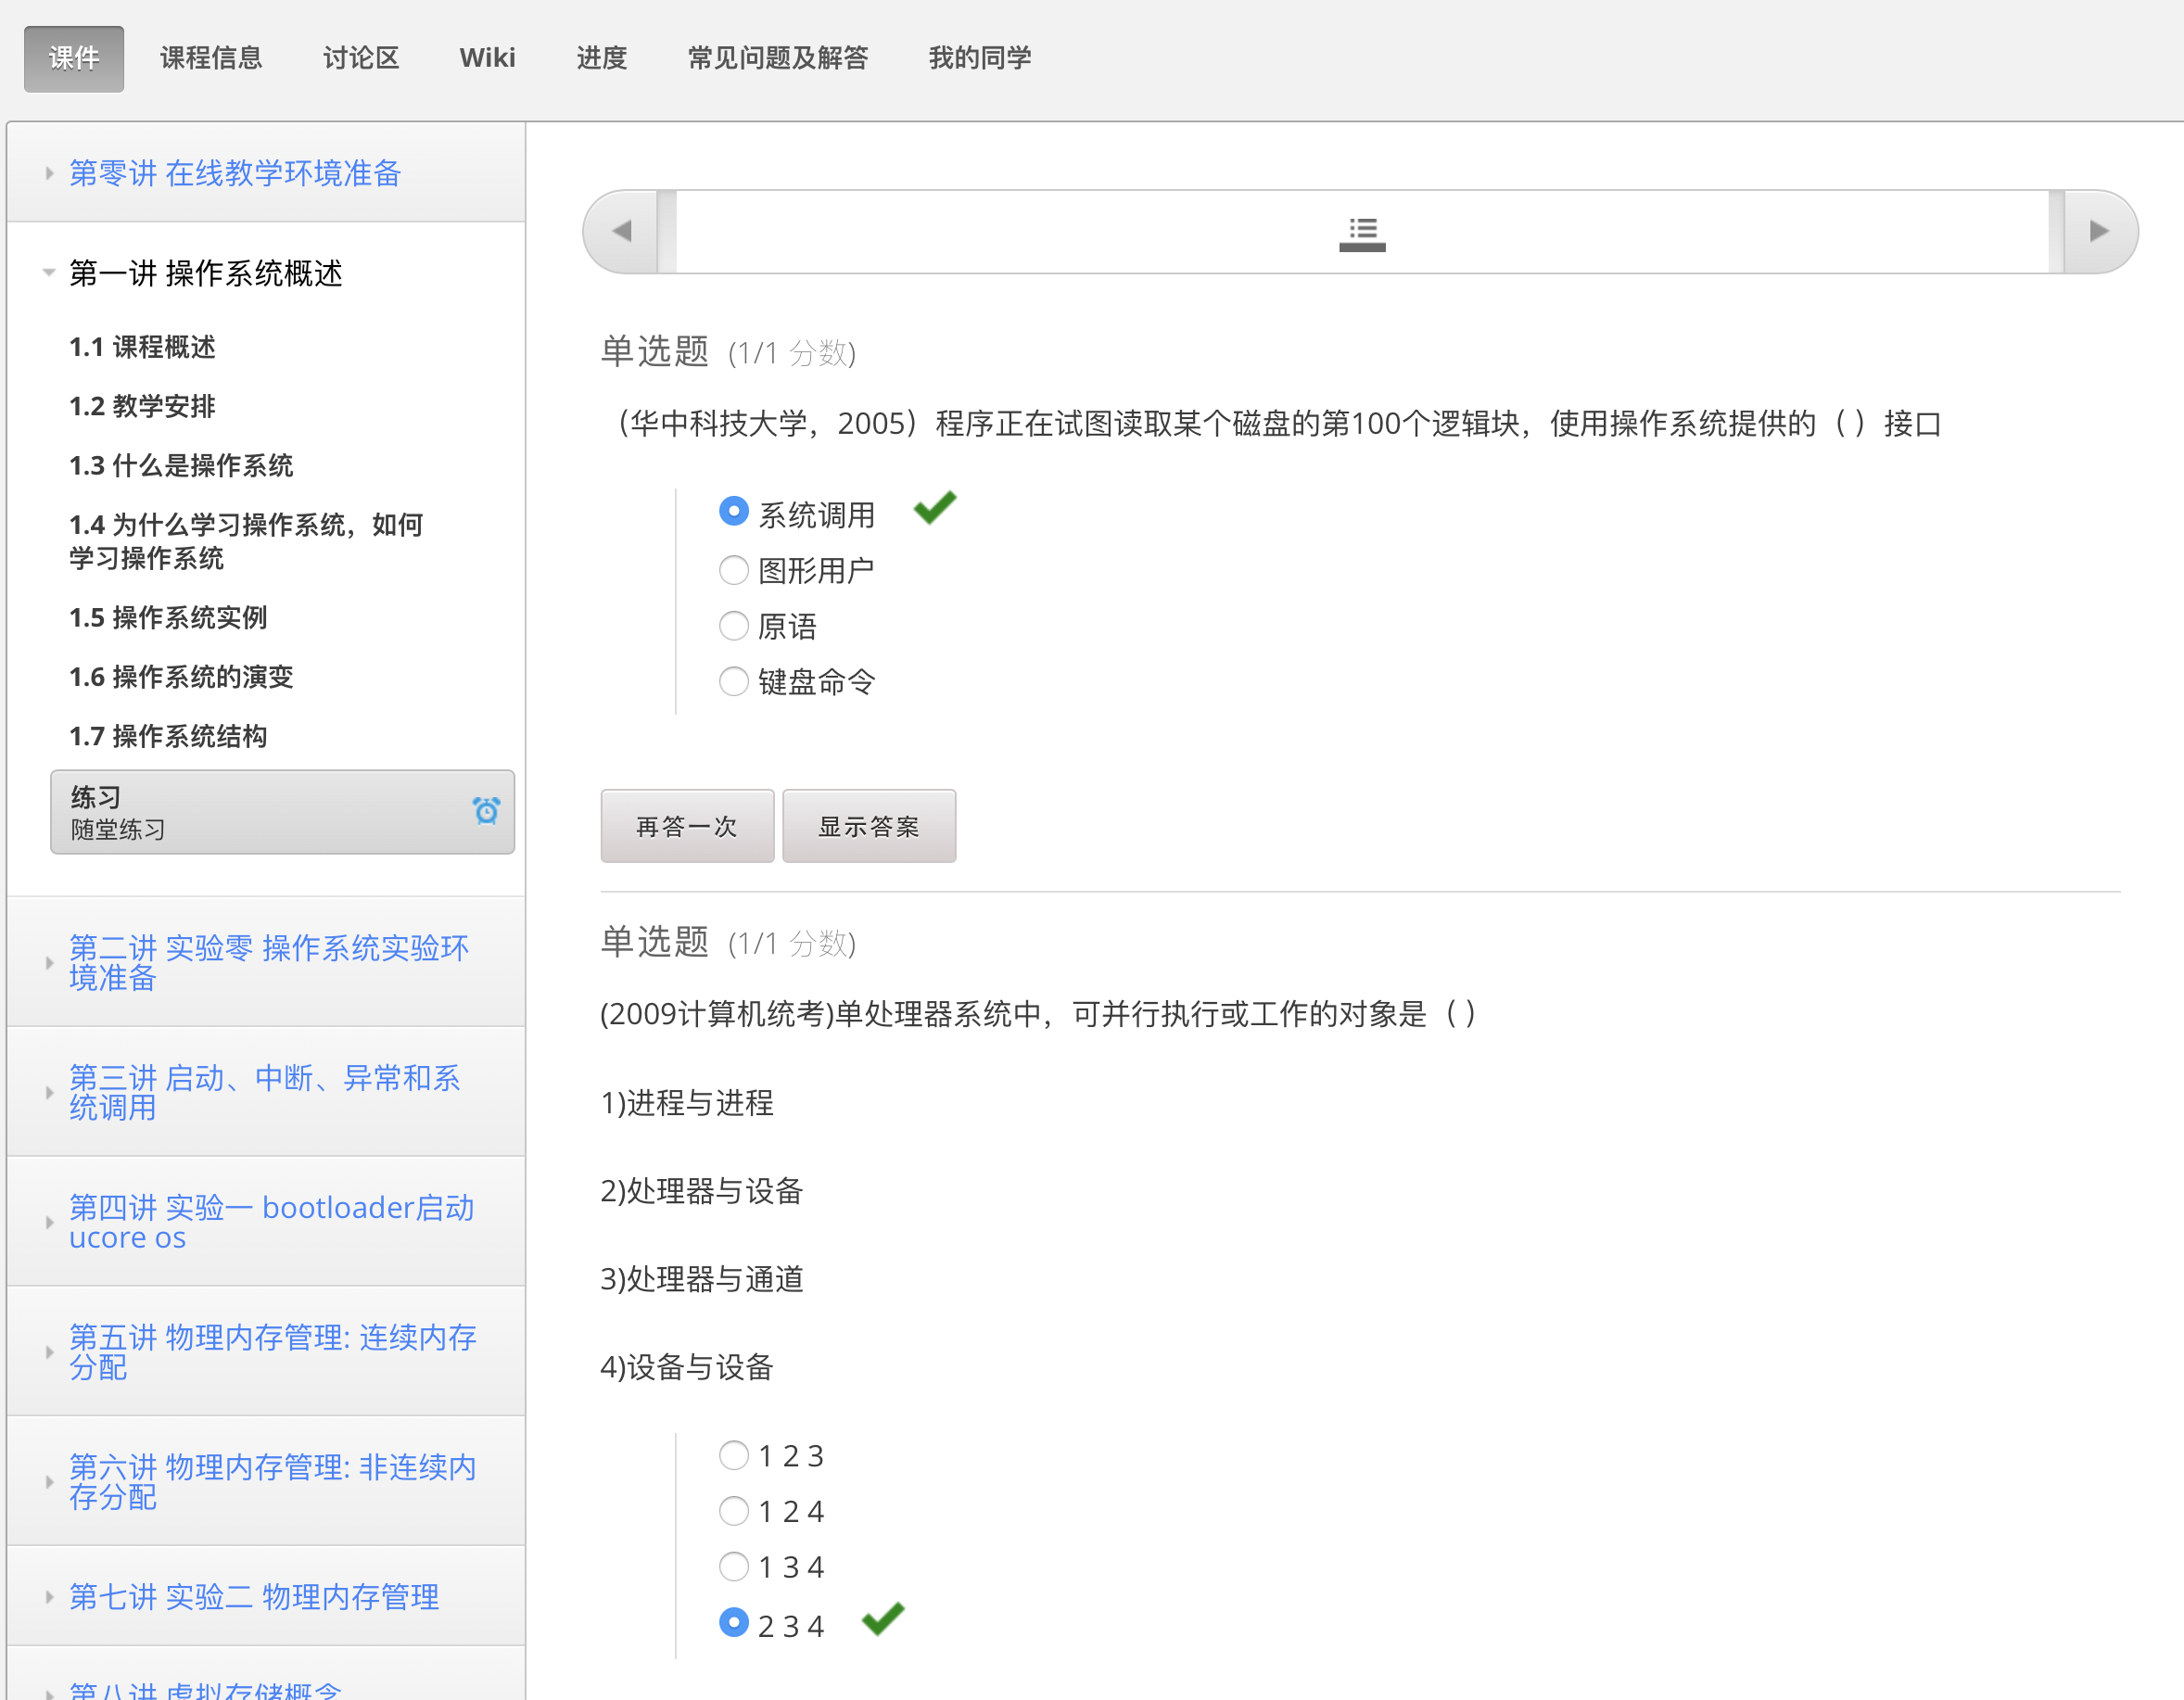 课件 课程信息 讨论区 Wiki 进度 常见问题及解答 我的同学
第零讲 在线教学环境准备
第一讲 操作系统概述
1.1 课程概述
1.2 教学安排
1.3 什么是操作系统
1.4 为什么学习操作系统，如何
学习操作系统
1.5 操作系统实例
1.6 操作系统的演变
1.7 操作系统结构
练习
随堂练习
第二讲 实验零 操作系统实验环
境准备
第三讲 启动、中断、异常和系
统调用
第四讲 实验一 bootloader启动
ucore os
第五讲 物理内存管理: 连续内存
分配
第六讲 物理内存管理: 非连续内
存分配
第七讲 实验二 物理内存管理
第八讲 虚拟存储概念
单选题 (1/1 分数)
（华中科技大学，2005）程序正在试图读取某个磁盘的第100个逻辑块，使用操作系统提供的（ ）接口
系统调用
图形用户
原语
键盘命令
再答一次 显示答案
单选题 (1/1 分数)
(2009计算机统考)单处理器系统中，可并行执行或工作的对象是（ ）
1)进程与进程
2)处理器与设备
3)处理器与通道
4)设备与设备
1 2 3
1 2 4
1 3 4
2 3 4